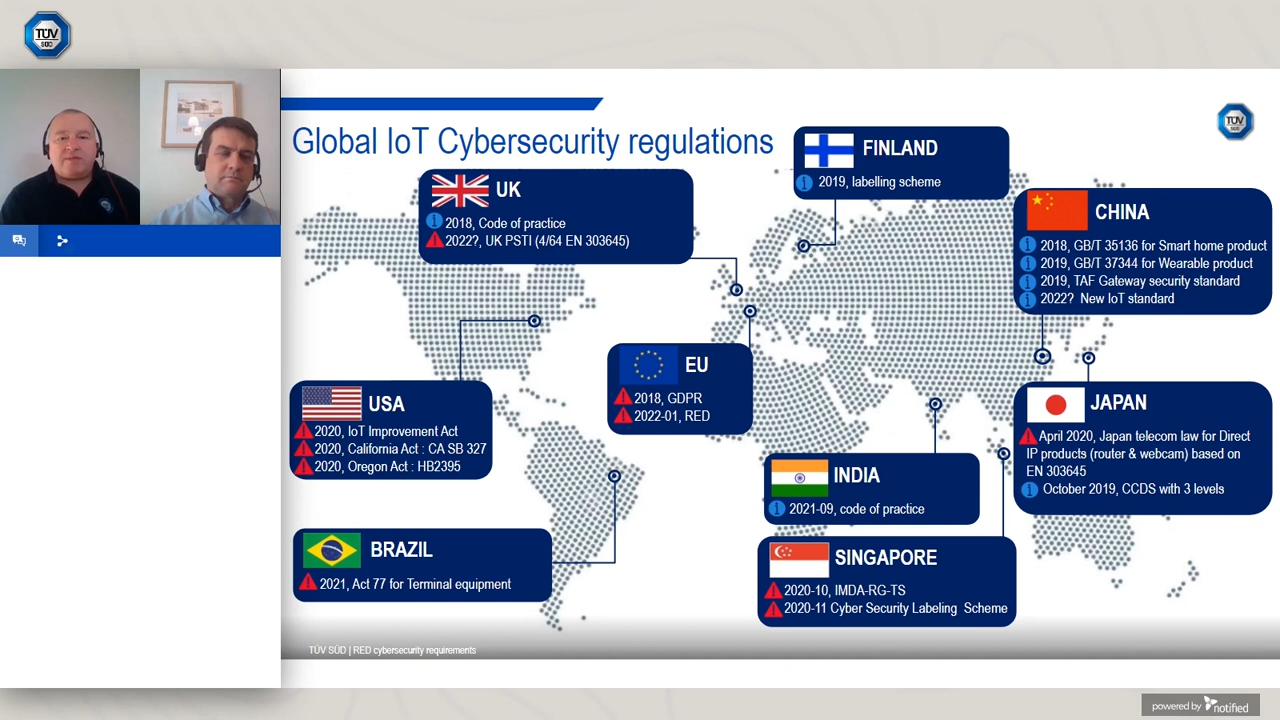 TÜV
SÜD
Global IoT Cybersecurity regulations
TÜV
SÜD
FINLAND
2019, labelling scheme
UK
2018, Code of practice
2022?, UK PSTI (4/64 EN 303645)
CHINA
2018, GB/T 35136 for Smart home product
2019, GB/T 37344 for Wearable product
2019, TAF Gateway security standard
2022? New IoT standard
EU
2018, GDPR
2022-01, RED
USA
2020, IoT Improvement Act
2020, California Act : CA SB 327
2020, Oregon Act : HB2395
JAPAN
April 2020, Japan telecom law for Direct
IP products (router & webcam) based on
EN 303645
October 2019, CCDS with 3 levels
INDIA
2021-09, code of practice
BRAZIL
2021, Act 77 for Terminal equipment
SINGAPORE
2020-10, IMDA-RG-TS
2020-11 Cyber Security Labeling Scheme
TÜV SÜD | RED cybersecurity requirements
powered by notified